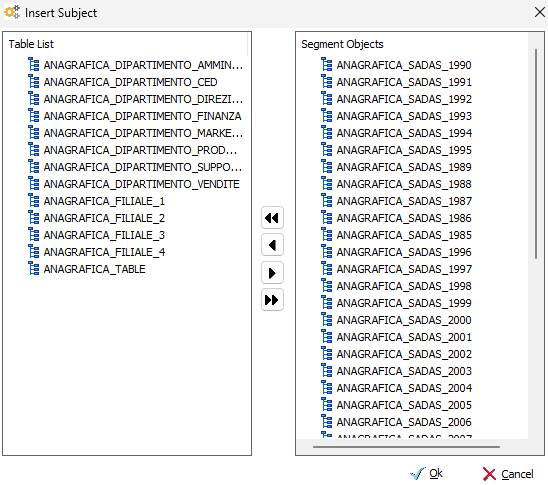 Insert Subject
Table List
ANAGRAFICA_DIPARTIMENTO_AMMIN...
ANAGRAFICA_DIPARTIMENTO_CED
ANAGRAFICA_DIPARTIMENTO_DIREZI...
ANAGRAFICA_DIPARTIMENTO_FINANZA
ANAGRAFICA_DIPARTIMENTO_MARKE...
ANAGRAFICA_DIPARTIMENTO_PROD...
ANAGRAFICA_DIPARTIMENTO_SUPPO...
ANAGRAFICA_DIPARTIMENTO_VENDITE
ANAGRAFICA_FILIALE_1
ANAGRAFICA_FILIALE_2
ANAGRAFICA_FILIALE_3
ANAGRAFICA_FILIALE_4
ANAGRAFICA_TABLE
Segment Objects
ANAGRAFICA_SADAS_1990
ANAGRAFICA_SADAS_1991
ANAGRAFICA_SADAS_1992
ANAGRAFICA_SADAS_1993
ANAGRAFICA_SADAS_1994
ANAGRAFICA_SADAS_1995
ANAGRAFICA_SADAS_1989
ANAGRAFICA_SADAS_1988
ANAGRAFICA_SADAS_1987
ANAGRAFICA_SADAS_1986
ANAGRAFICA_SADAS_1985
ANAGRAFICA_SADAS_1996
ANAGRAFICA_SADAS_1997
ANAGRAFICA_SADAS_1998
ANAGRAFICA_SADAS_1999
ANAGRAFICA_SADAS_2000
ANAGRAFICA_SADAS_2001
ANAGRAFICA_SADAS_2002
ANAGRAFICA_SADAS_2003
ANAGRAFICA_SADAS_2004
ANAGRAFICA_SADAS_2005
ANAGRAFICA_SADAS_2006
ANAGRAFICA_SADAS_2007
Ok
Cancel